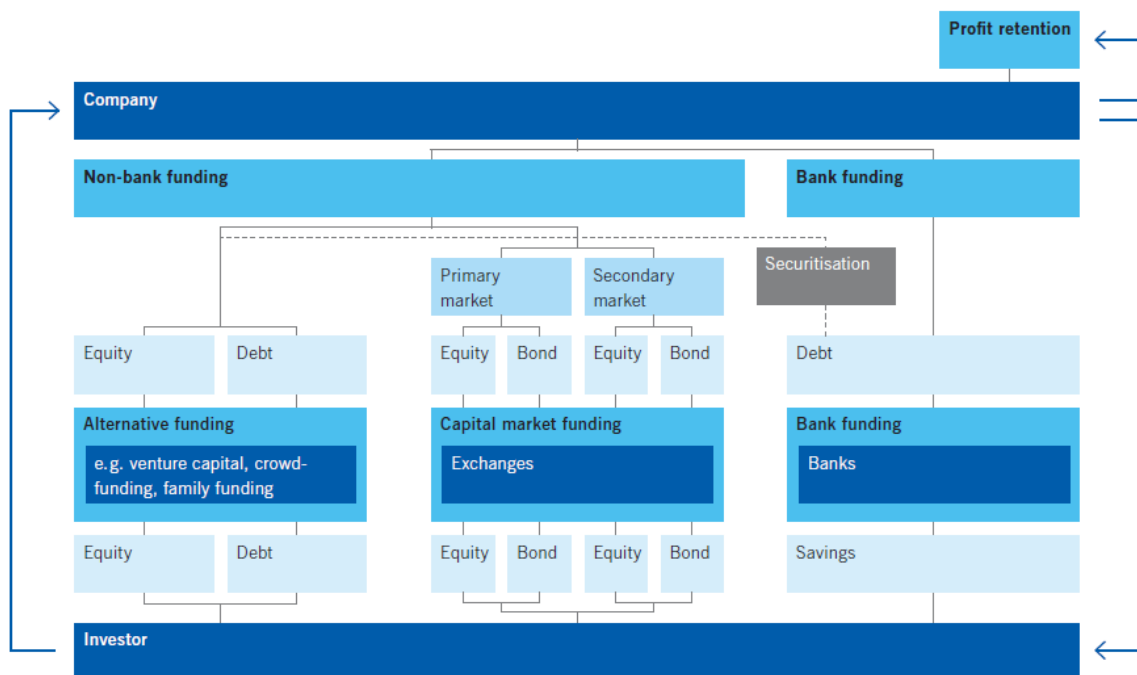 Profit retention
Company
Non-bank funding
Bank funding
Primary
market
Secondary
market
Securitisation
Equity
Debt
Equity
Bond
Equity
Bond
Debt
Alternative funding
e.g. venture capital, crowd-
funding, family funding
Capital market funding
Exchanges
Bank funding
Banks
Equity
Debt
Equity
Bond
Equity
Bond
Savings
Investor